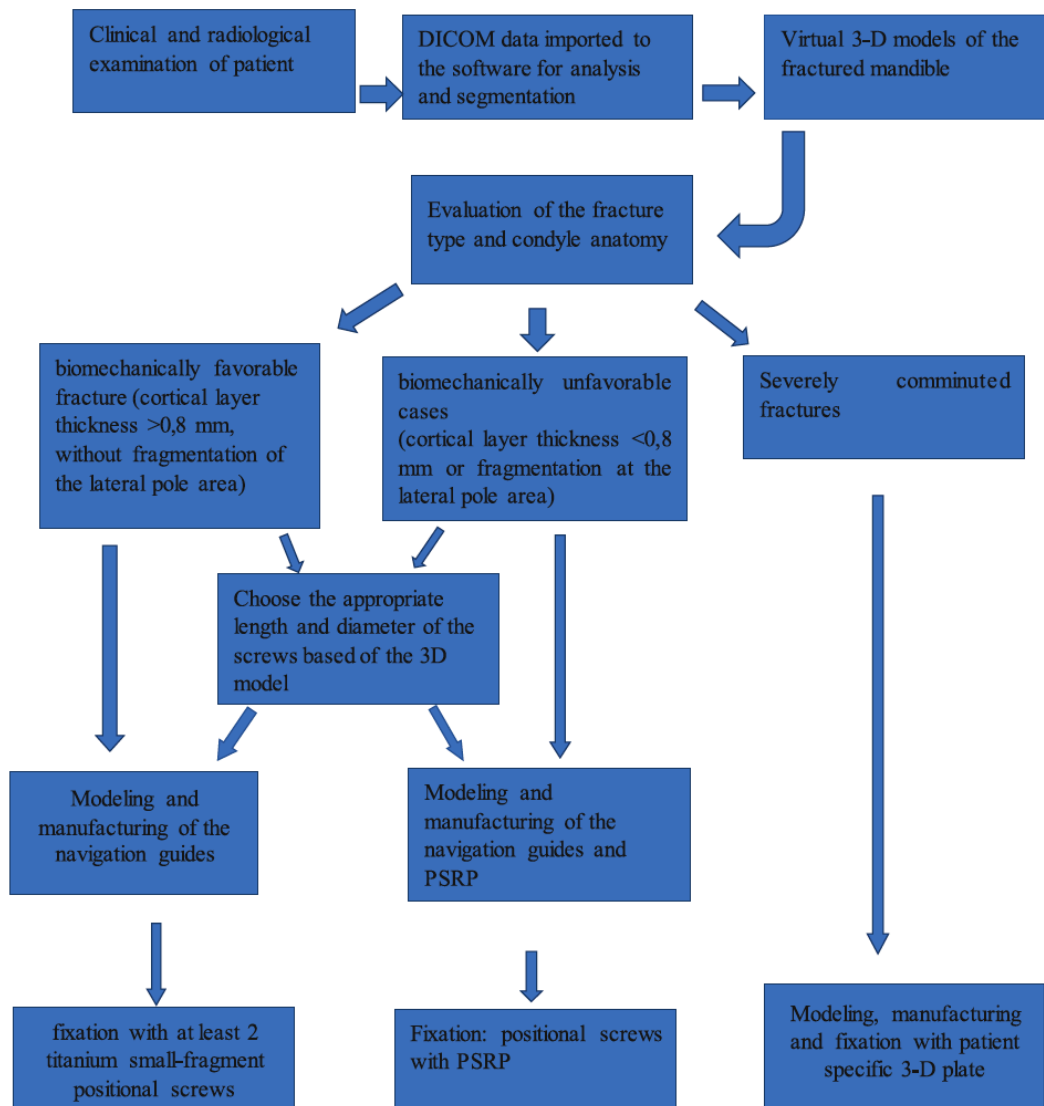 Clinical and radiological
examination of patient
DICOM data imported to
the software for analysis
and segmentation
Virtual 3-D models of the
fractured mandible
Evaluation of the fracture
type and condyle anatomy
biomechanically favorable
fracture (cortical layer
thickness >0,8 mm,
without fragmentation of
the lateral pole area)
biomechanically unfavorable
cases
(cortical layer thickness <0,8
mm or fragmentation at the
lateral pole area)
Severely comminuted
fractures
Choose the appropriate
length and diameter of the
screws based of the 3D
model
Modeling and
manufacturing of the
navigation guides
Modeling and
manufacturing of the
navigation guides and
PSRP
fixation with at least 2
titanium small-fragment
positional screws
Fixation: positional screws
with PSRP
Modeling, manufacturing
and fixation with patient
specific 3-D plate